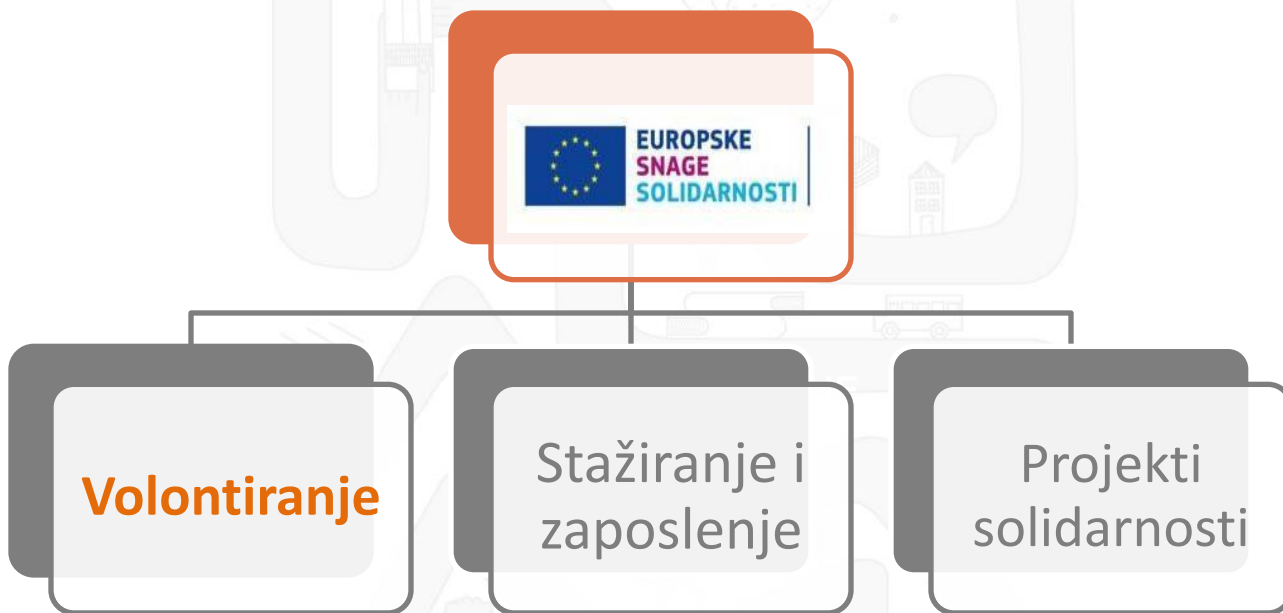 EUROPSKE
SNAGE
SOLIDARNOSTI
Volontiranje
Stažiranje i
zaposlenje
Projekti
solidarnosti